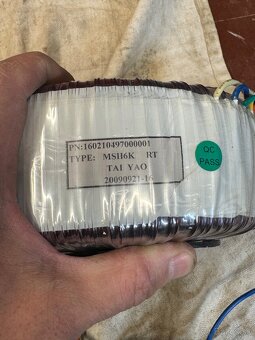 PN:160210497000001
TYPE: MSH6K RT
TAI YAO
20090921-16
QC
PASS